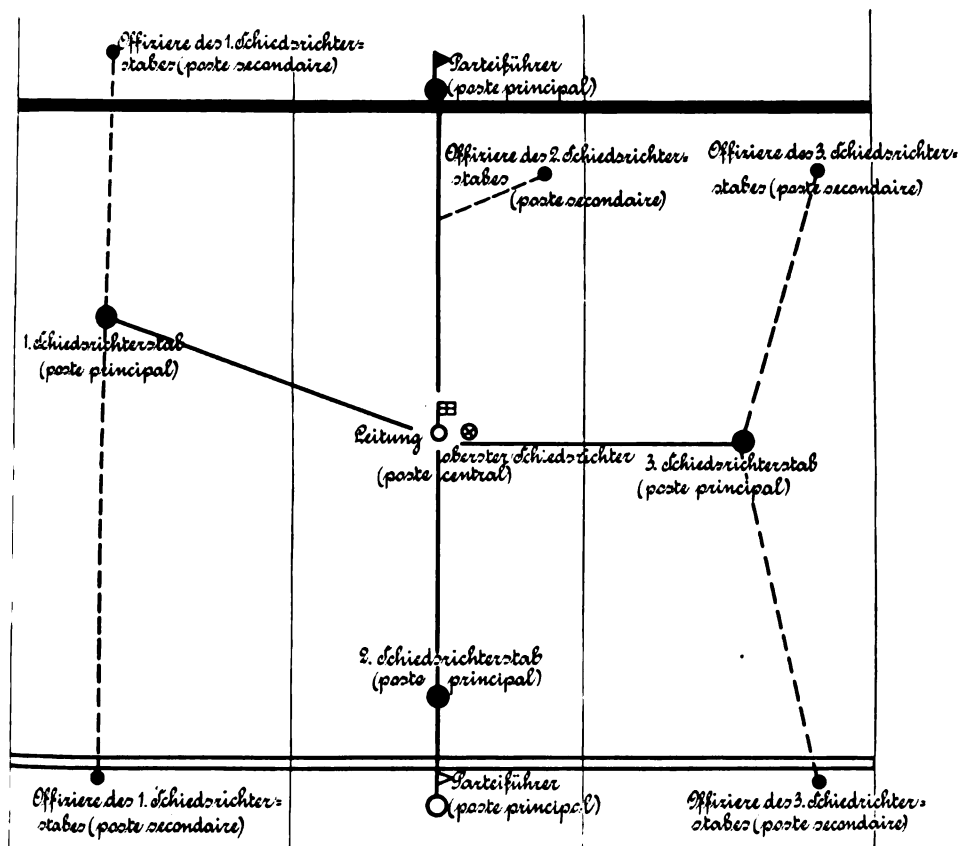 Offiziere des 1. Schiedsrichter=
stabes (poste secondaire)
Parteiführer
(poste principal)
Offiziere des 2. Schiedsrichter=
stabes
(poste secondaire)
Offiziere des 3. Schiedsrichter=
stabes (poste secondaire)
1. Schiedsrichterstab
(poste principal)
Leitung
oberster Schiedsrichter
(poste central)
3. Schiedsrichterstab
(poste principal)
2. Schiedsrichterstab
(poste principal)
Parteiführer
(poste principal)
Offiziere des 1. Schiedsrichter=
stabes (poste secondaire)
Offiziere des 3. Schiedrichter=
stabes (poste secondaire)